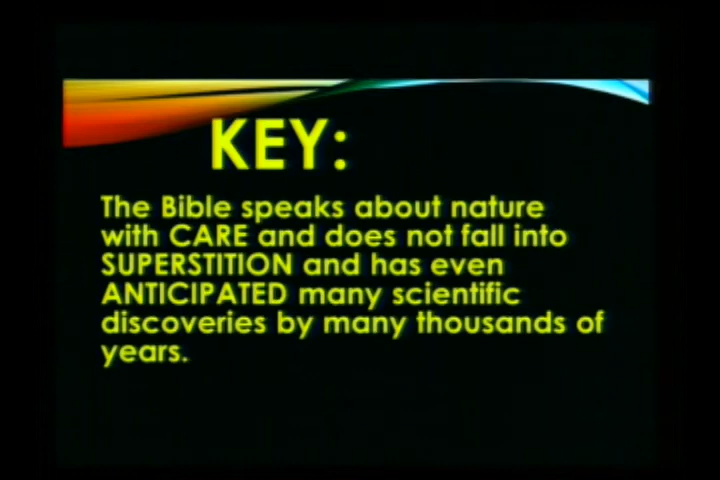 KEY:
The Bible speaks about nature
with CARE and does not fall into
SUPERSTITION and has even
ANTICIPATED many scientific
discoveries by many thousands of
years.